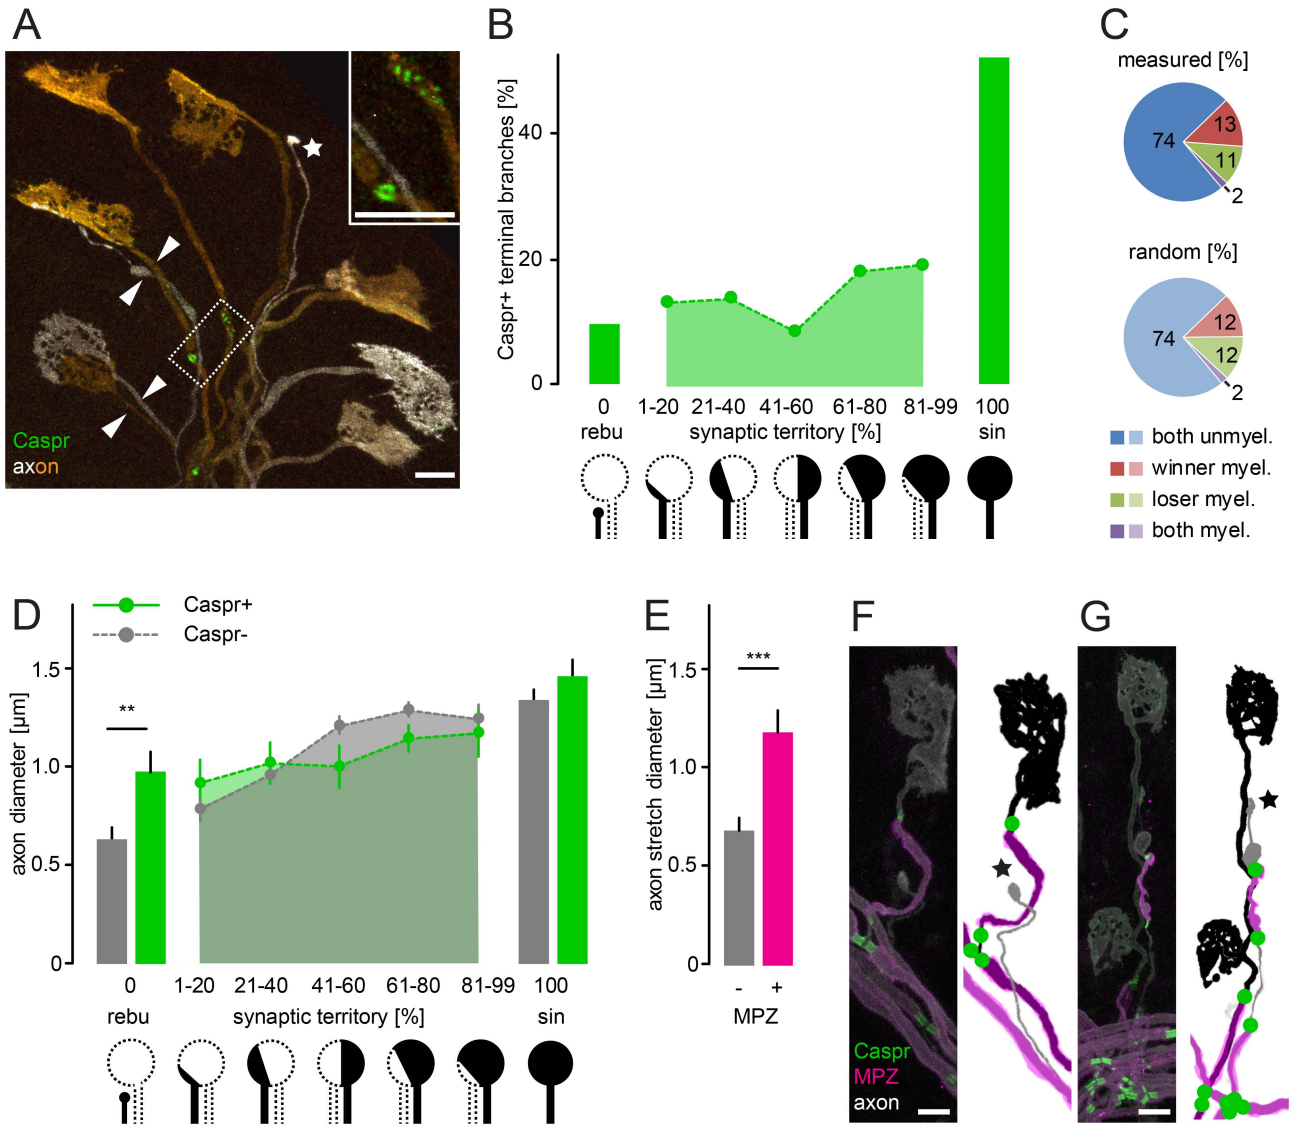 A
Caspr
axon
B
Caspr+ terminal branches [%]
40
20
0
0 1-20 21-40 41-60 61-80 81-99 100
rebu synaptic territory [%] sin
C
measured [%]
74
13
11
2
random [%]
74
12
12
2
both unmyel.
winner myel.
loser myel.
both myel.
D
Caspr+
Caspr-
axon diameter [µm]
1.5
1.0
0.5
0
**
0 1-20 21-40 41-60 61-80 81-99 100
rebu synaptic territory [%] sin
E
axon stretch diameter [µm]
1.5
1.0
0.5
0
***
- +
MPZ
F
Caspr
MPZ
axon
G